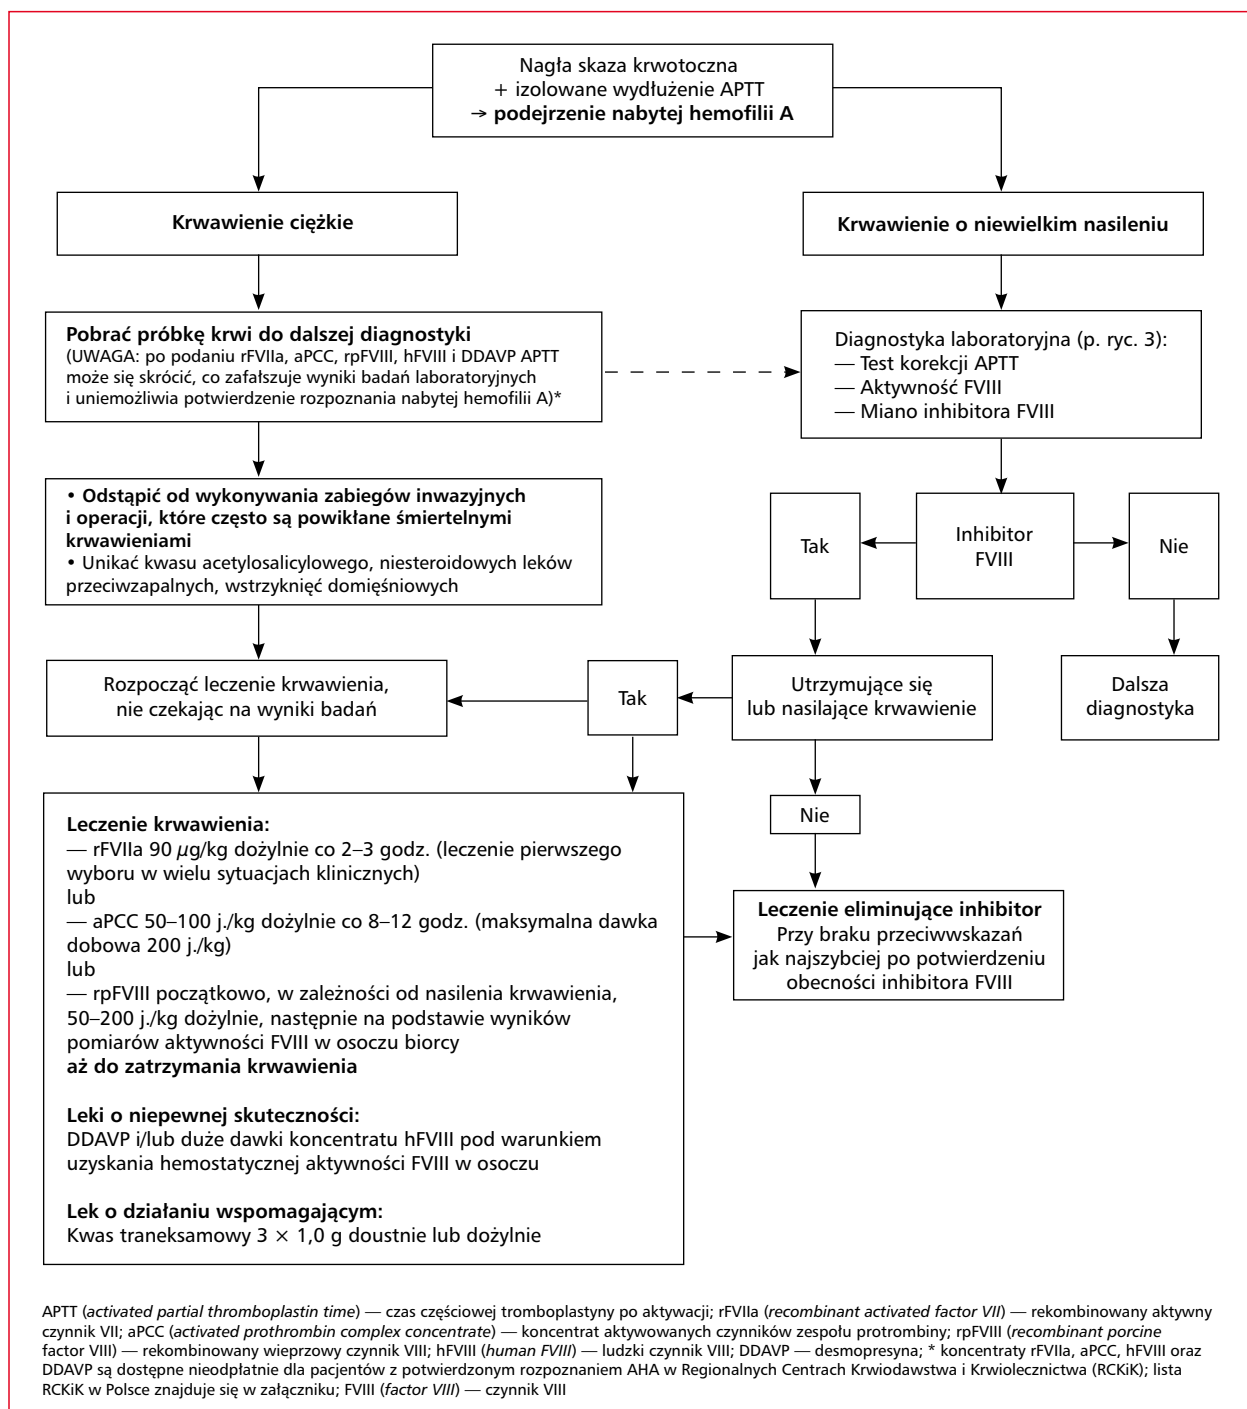 Nagła skaza krwotoczna
+ izolowane wydłużenie APTT
→ podejrzenie nabytej hemofilii A
Krwawienie ciężkie
Krwawienie o niewielkim nasileniu
Pobrać próbkę krwi do dalszej diagnostyki
(UWAGA: po podaniu rFVIIa, aPCC, rpFVIII, hFVIII i DDAVP APTT
może się skrócić, co zafałszuje wyniki badań laboratoryjnych
i uniemożliwia potwierdzenie rozpoznania nabytej hemofilii A)*
Diagnostyka laboratoryjna (p. ryc. 3):
— Test korekcji APTT
— Aktywność FVIII
— Miano inhibitora FVIII
• Odstąpić od wykonywania zabiegów inwazyjnych
i operacji, które często są powikłane śmiertelnymi
krwawieniami
• Unikać kwasu acetylosalicylowego, niesteroidowych leków
przeciwzapalnych, wstrzyknięć domięśniowych
Tak
Inhibitor
FVIII
Nie
Rozpocząć leczenie krwawienia,
nie czekając na wyniki badań
Tak
Utrzymujące się
lub nasilające krwawienie
Dalsza
diagnostyka
Nie
Leczenie krwawienia:
— rFVIIa 90 µg/kg dożylnie co 2–3 godz. (leczenie pierwszego
wyboru w wielu sytuacjach klinicznych)
lub
— aPCC 50–100 j./kg dożylnie co 8–12 godz. (maksymalna dawka
dobowa 200 j./kg)
lub
— rpFVIII początkowo, w zależności od nasilenia krwawienia,
50–200 j./kg dożylnie, następnie na podstawie wyników
pomiarów aktywności FVIII w osoczu biorcy
aż do zatrzymania krwawienia
Leki o niepewnej skuteczności:
DDAVP i/lub duże dawki koncentratu hFVIII pod warunkiem
uzyskania hemostatycznej aktywności FVIII w osoczu
Lek o działaniu wspomagającym:
Kwas traneksamowy 3 × 1,0 g doustnie lub dożylnie
Leczenie eliminujące inhibitor
Przy braku przeciwwskazań
jak najszybciej po potwierdzeniu
obecności inhibitora FVIII
APTT (activated partial thromboplastin time) — czas częściowej tromboplastyny po aktywacji; rFVIIa (recombinant activated factor VII) — rekombinowany aktywny
czynnik VII; aPCC (activated prothrombin complex concentrate) — koncentrat aktywowanych czynników zespołu protrombiny; rpFVIII (recombinant porcine
factor VIII) — rekombinowany wieprzowy czynnik VIII; hFVIII (human FVIII) — ludzki czynnik VIII; DDAVP — desmopresyna; * koncentraty rFVIIa, aPCC, hFVIII oraz
DDAVP są dostępne nieodpłatnie dla pacjentów z potwierdzonym rozpoznaniem AHA w Regionalnych Centrach Krwiodawstwa i Krwiolecznictwa (RCKiK); lista
RCKiK w Polsce znajduje się w załączniku; FVIII (factor VIII) — czynnik VIII